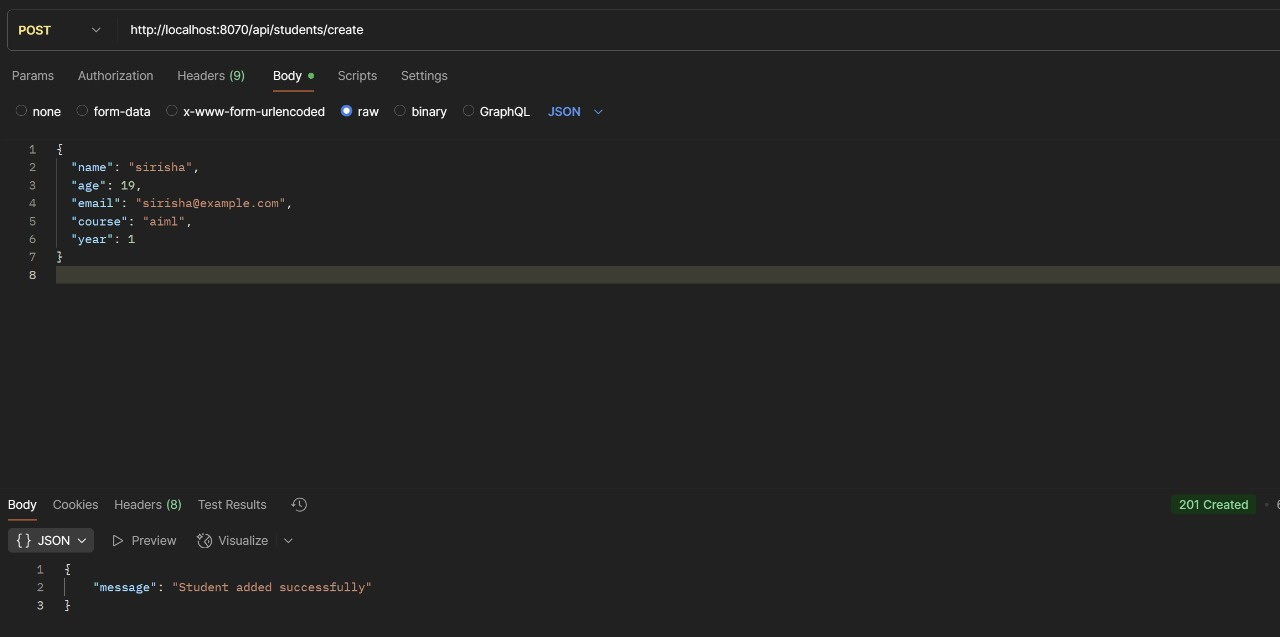 POST http://localhost:8070/api/students/create
Params Authorization Headers (9) Body Scripts Settings
none form-data x-www-form-urlencoded raw binary GraphQL JSON
1 {
2 "name": "sirisha",
3 "age": 19,
4 "email": "sirisha@example.com",
5 "course": "aiml",
6 "year": 1
7 }
8
Body Cookies Headers (8) Test Results 201 Created
{} JSON Preview Visualize
1 {
2 "message": "Student added successfully"
3 }